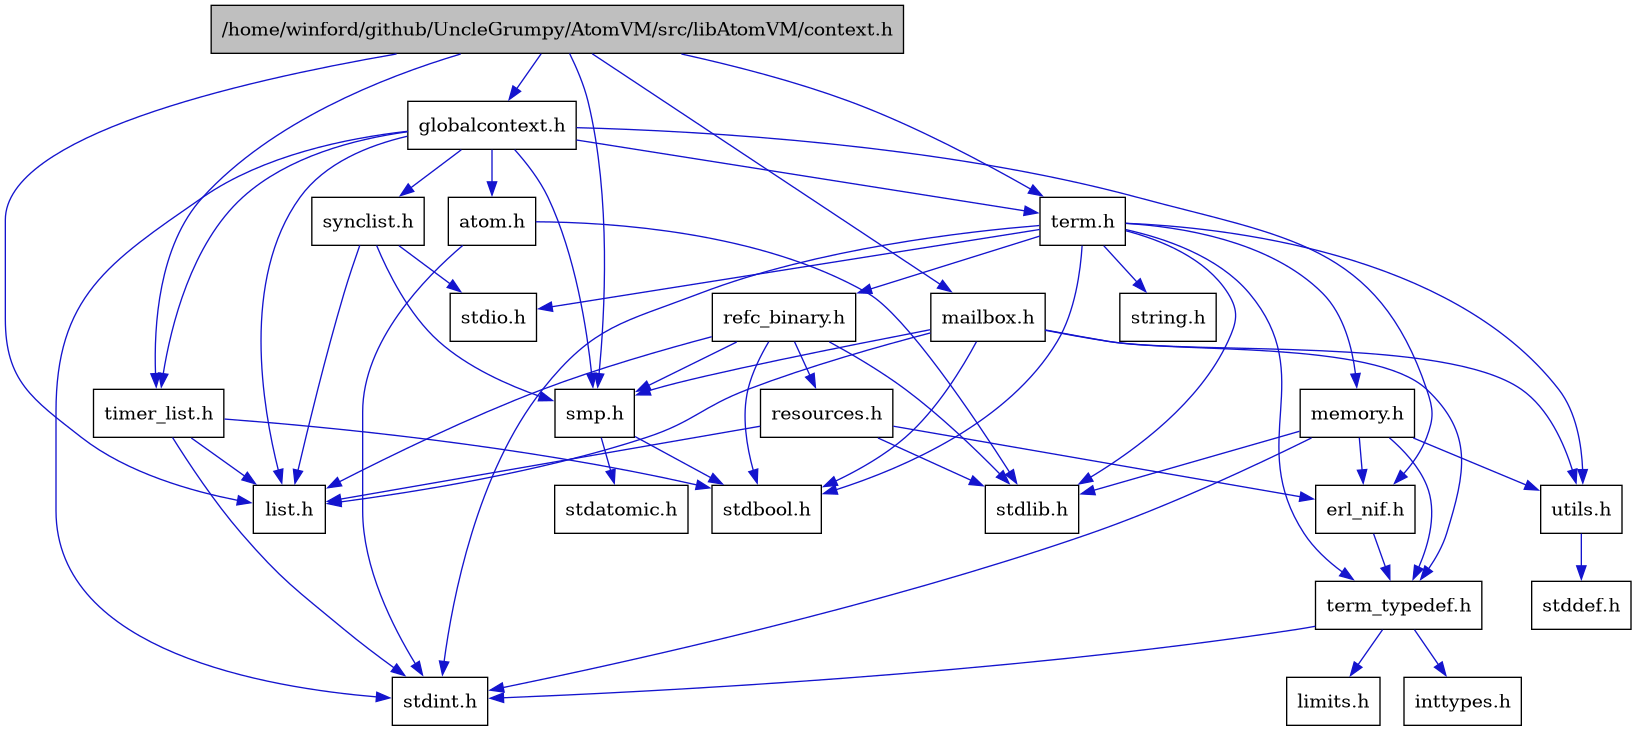 /home/winford/github/UncleGrumpy/AtomVM/src/libAtomVM/context.h
globalcontext.h
synclist.h
atom.h
term.h
stdio.h
refc_binary.h
mailbox.h
string.h
timer_list.h
smp.h
resources.h
memory.h
list.h
stdatomic.h
stdbool.h
stdlib.h
erl_nif.h
utils.h
term_typedef.h
stddef.h
stdint.h
limits.h
inttypes.h